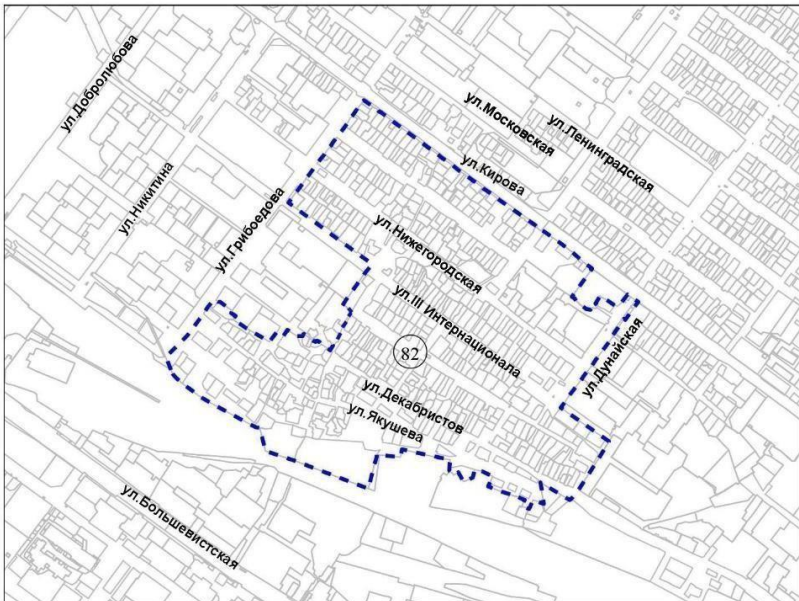 ул.Добролюбова
ул.Московская
ул.Ленинградская
ул.Кирова
ул.Никитина
ул.Грибоедова
ул.Нижегородская
ул.III Интернационала
82
ул.Дунайская
ул.Декабристов
ул.Якушева
ул.Большевистская